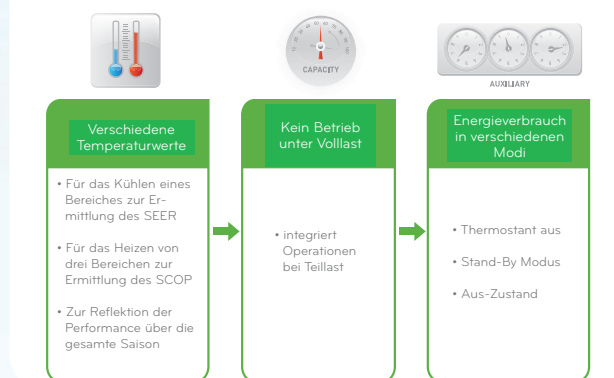 CAPACITY
AUXILIARY
Verschiedene
Temperaturwerte
• Für das Kühlen eines
Bereiches zur Er-
mittlung des SEER
• Für das Heizen von
drei Bereichen zur
Ermittlung des SCOP
• Zur Reflektion der
Performance über die
gesamte Saison
Kein Betrieb
unter Volllast
• integriert
Operationen
bei Teillast
Energieverbrauch
in verschiedenen
Modi
• Thermostant aus
• Stand-By Modus
• Aus-Zustand